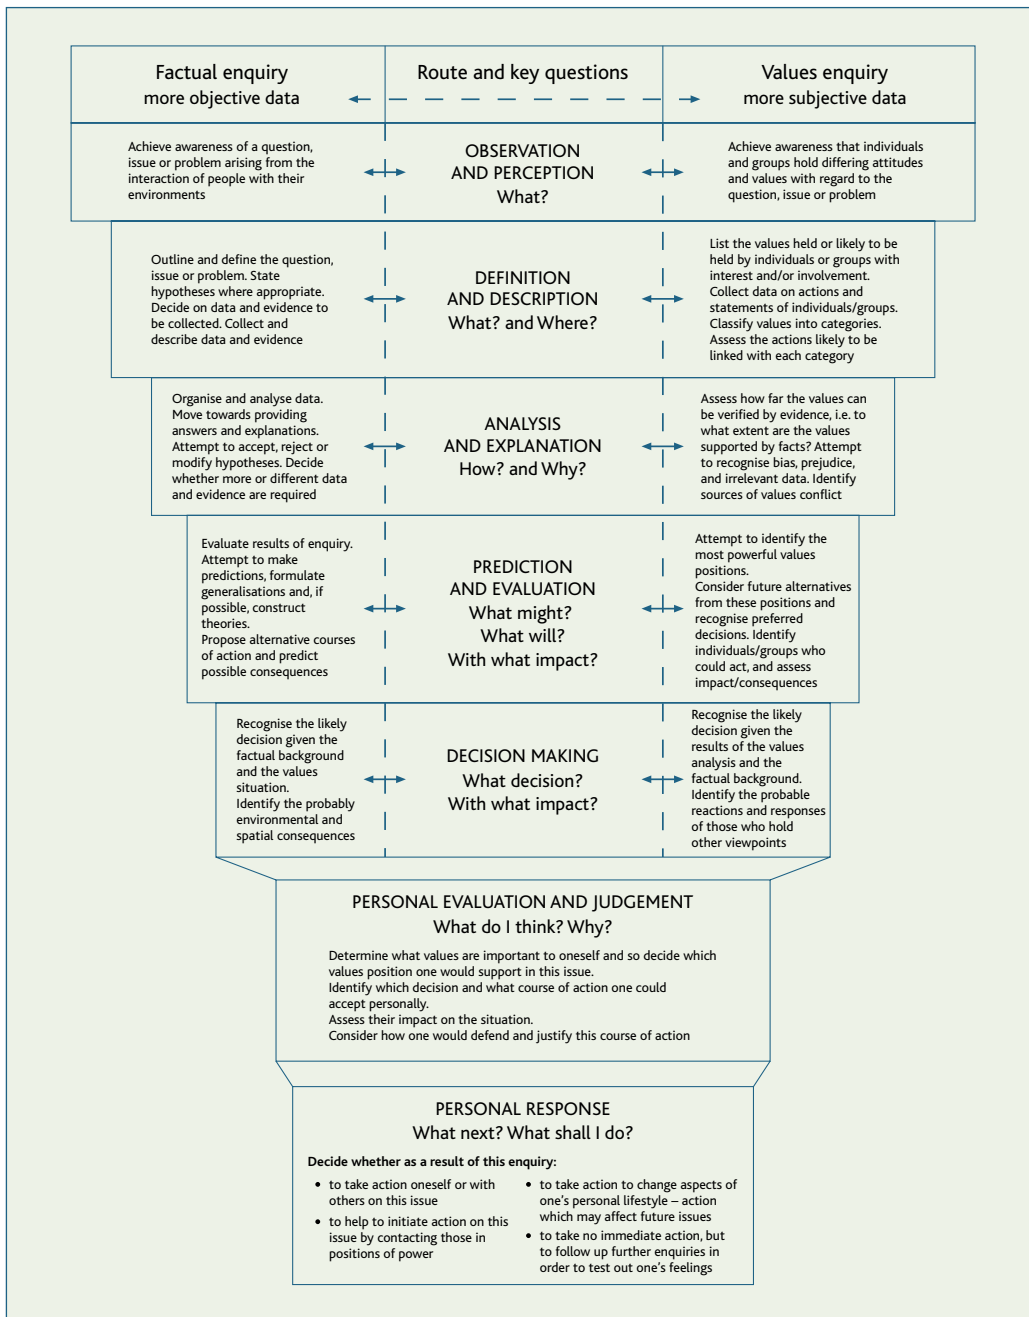 Factual enquiry
more objective data
Route and key questions
Values enquiry
more subjective data
Achieve awareness of a question,
issue or problem arising from the
interaction of people with their
environments
OBSERVATION
AND PERCEPTION
What?
Achieve awareness that individuals
and groups hold differing attitudes
and values with regard to the
question, issue or problem
Outline and define the question,
issue or problem. State
hypotheses where appropriate.
Decide on data and evidence to
be collected. Collect and
describe data and evidence
DEFINITION
AND DESCRIPTION
What? and Where?
List the values held or likely to be
held by individuals or groups with
interest and/or involvement.
Collect data on actions and
statements of individuals/groups.
Classify values into categories.
Assess the actions likely to be
linked with each category
Organise and analyse data.
Move towards providing
answers and explanations.
Attempt to accept, reject or
modify hypotheses. Decide
whether more or different data
and evidence are required
ANALYSIS
AND EXPLANATION
How? and Why?
Assess how far the values can
be verified by evidence, i.e. to
what extent are the values
supported by facts? Attempt
to recognise bias, prejudice,
and irrelevant data. Identify
sources of values conflict
Evaluate results of enquiry.
Attempt to make
predictions, formulate
generalisations and, if
possible, construct
theories.
Propose alternative courses
of action and predict
possible consequences
PREDICTION
AND EVALUATION
What might?
What will?
With what impact?
Attempt to identify the
most powerful values
positions.
Consider future alternatives
from these positions and
recognise preferred
decisions. Identify
individuals/groups who
could act, and assess
impact/consequences
Recognise the likely
decision given the
factual background
and the values
situation.
Identify the probably
environmental and
spatial consequences
DECISION MAKING
What decision?
With what impact?
Recognise the likely
decision given the
results of the values
analysis and the
factual background.
Identify the probable
reactions and responses
of those who hold
other viewpoints
PERSONAL EVALUATION AND JUDGEMENT
What do I think? Why?
Determine what values are important to oneself and so decide which
values position one would support in this issue.
Identify which decision and what course of action one could
accept personally.
Assess their impact on the situation.
Consider how one would defend and justify this course of action
PERSONAL RESPONSE
What next? What shall I do?
Decide whether as a result of this enquiry:
• to take action oneself or with
others on this issue
• to help to initiate action on this
issue by contacting those in
positions of power
• to take action to change aspects of
one's personal lifestyle – action
which may affect future issues
• to take no immediate action, but
to follow up further enquiries in
order to test out one's feelings